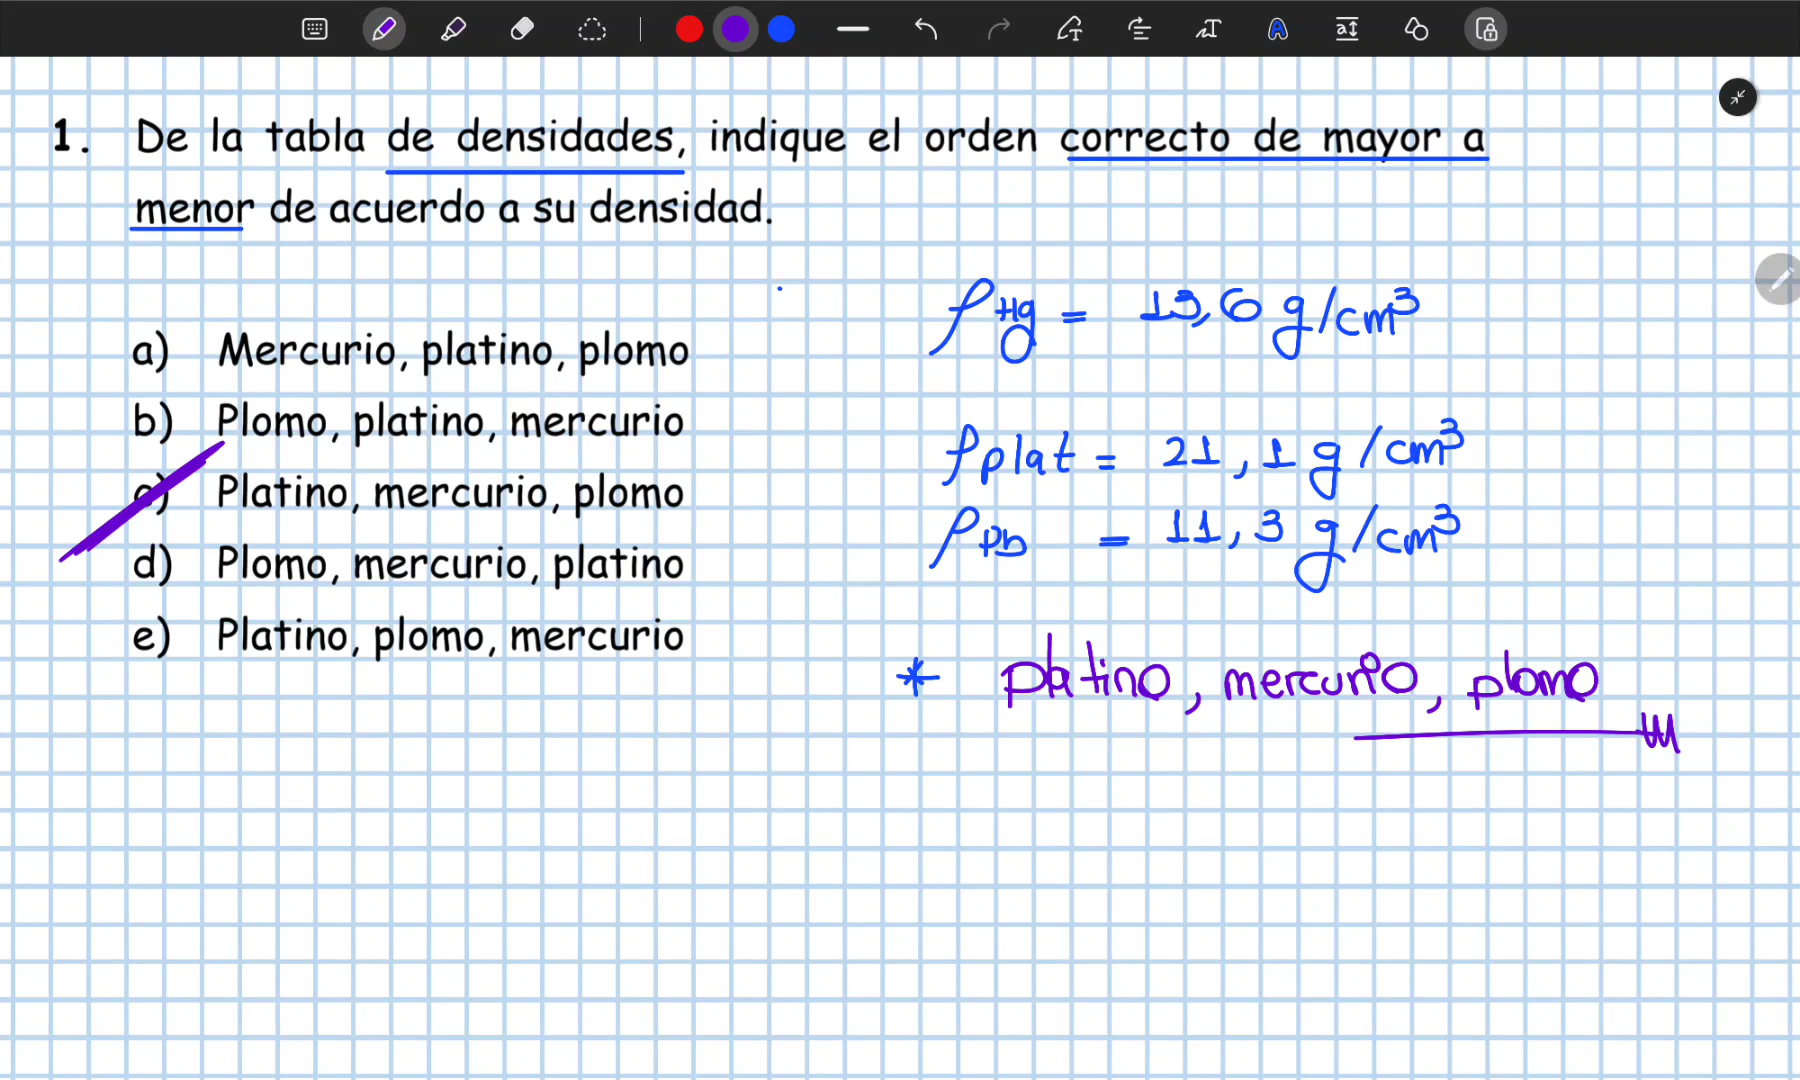 1. De la tabla de densidades, indique el orden correcto de mayor a
menor de acuerdo a su densidad.
a) Mercurio, platino, plomo
b) Plomo, platino, mercurio
c) Platino, mercurio, plomo
d) Plomo, mercurio, platino
e) Platino, plomo, mercurio
ρHg = 13,6 g/cm³
ρplat = 21,1 g/cm³
ρPb = 11,3 g/cm³
* platino, mercurio, plomo